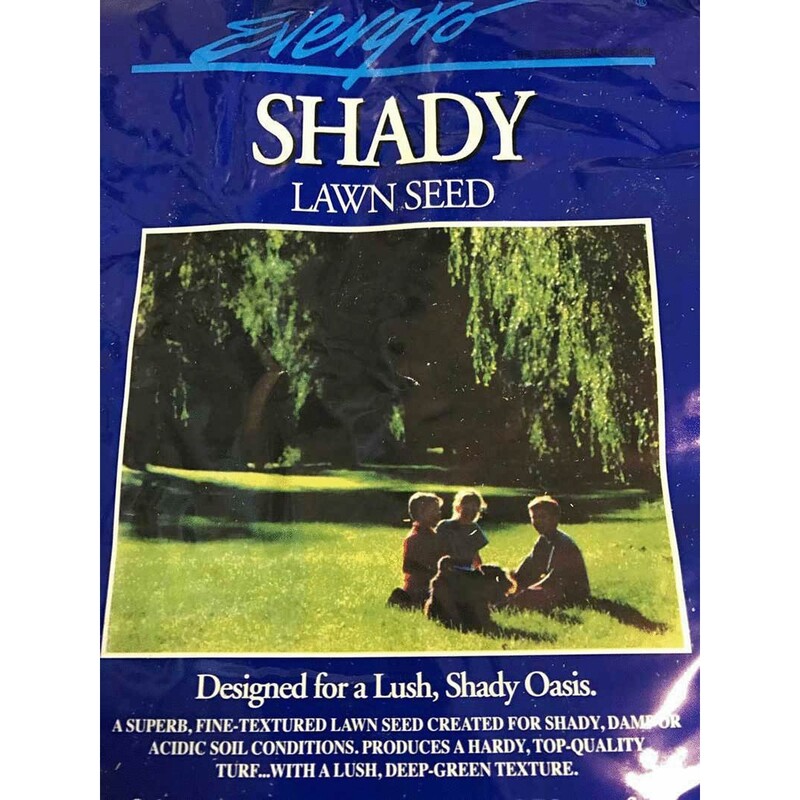 Evergro
SHADY
LAWN SEED
Designed for a Lush, Shady Oasis.
A SUPERB, FINE-TEXTURED LAWN SEED CREATED FOR SHADY, DAMP OR
ACIDIC SOIL CONDITIONS. PRODUCES A HARDY, TOP-QUALITY
TURF...WITH A LUSH, DEEP-GREEN TEXTURE.